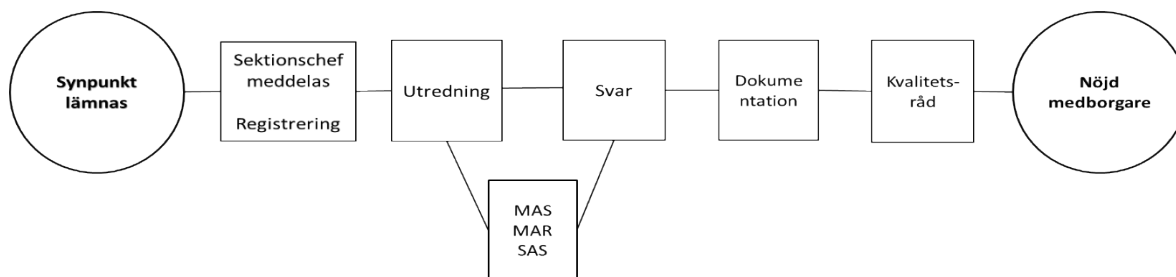 Synpunkt
lämnas
Sektionschef
meddelas
Registrering
Utredning
Svar
Dokume
ntation
Kvalitets-
råd
Nöjd
medborgare
MAS
MAR
SAS